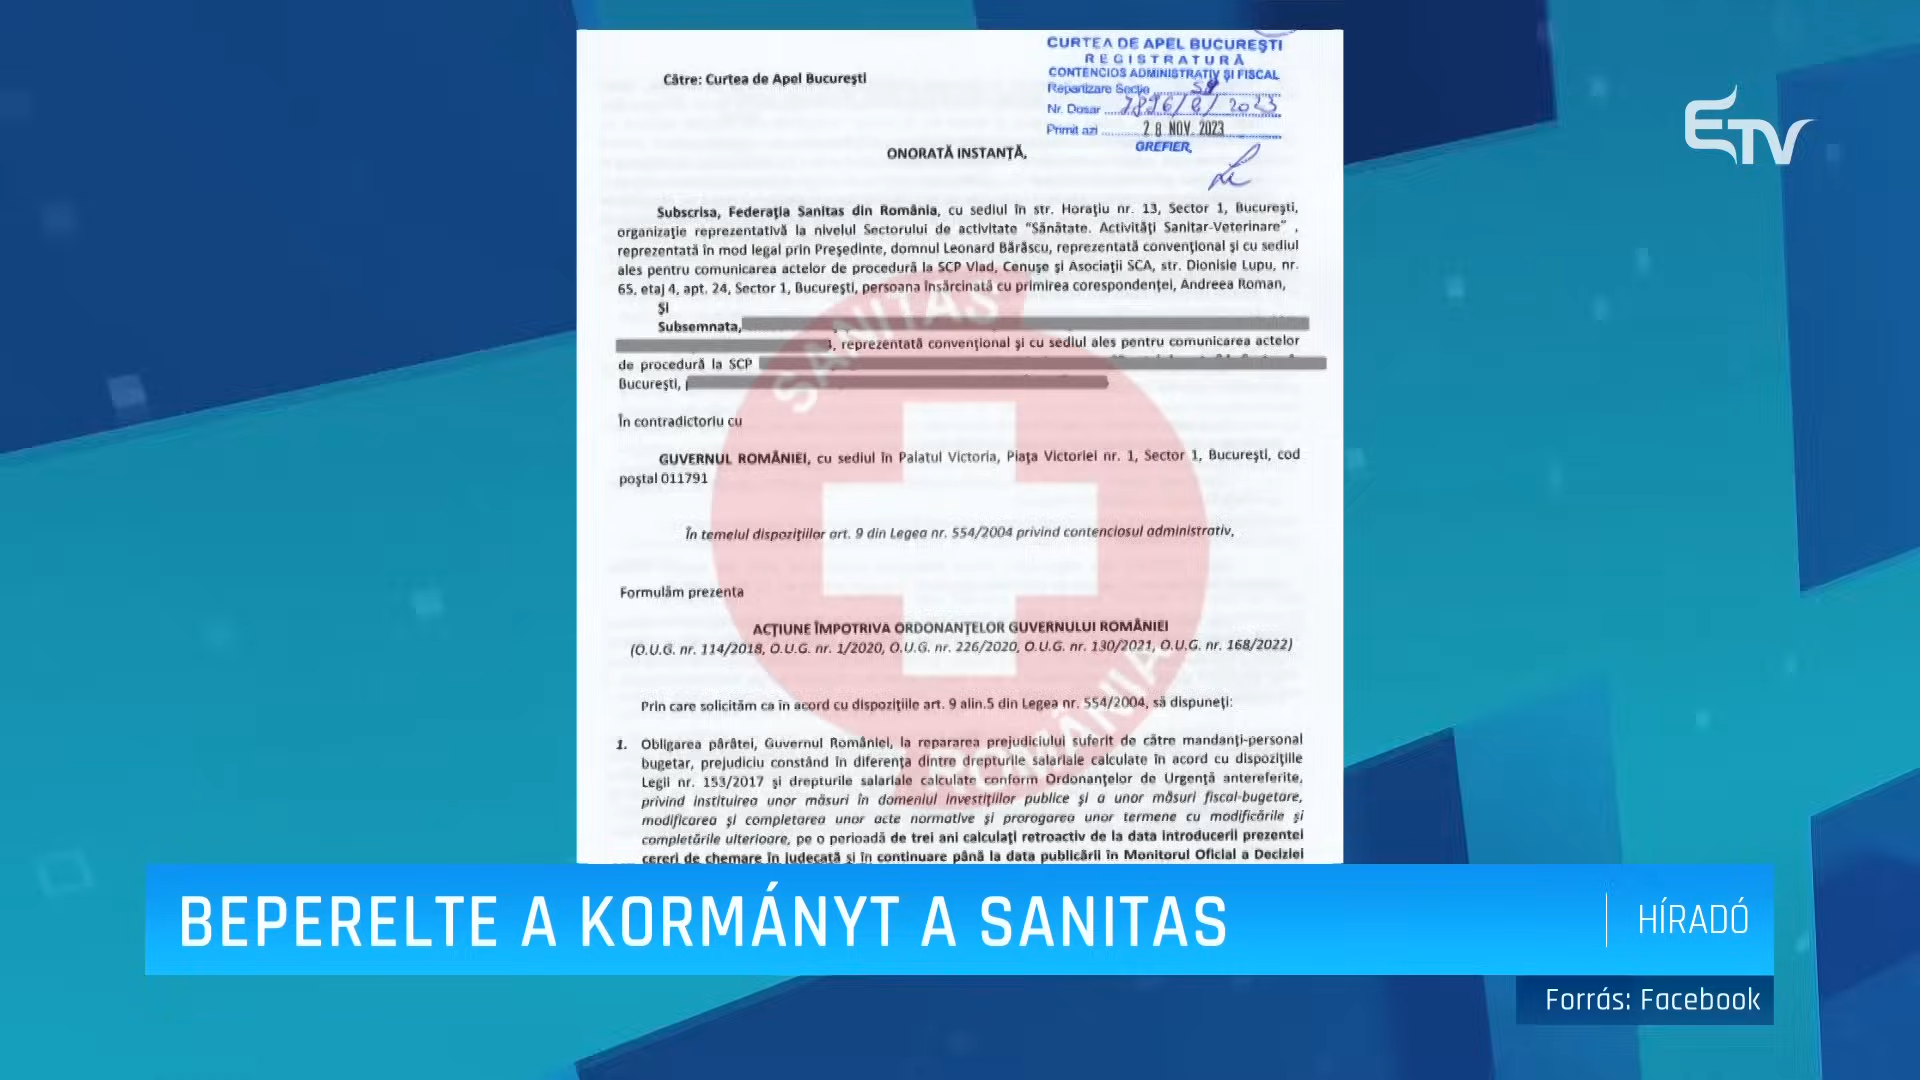 CURTEA DE APEL BUCUREȘTI
REGISTRATURĂ
CONTENCIOS ADMINISTRATIV ȘI FISCAL
Repartizare Secție
Nr. Dosar 2023
Primit azi 28 NOV. 2023
GREFIER,
Către: Curtea de Apel București
ETV
ONORATĂ INSTANȚĂ,
Subscrisa, Federația Sanitas din România, cu sediul în str. Horațiu nr. 13, Sector 1, București,
organizație reprezentativă la nivelul Sectorului de activitate "Sănătate. Activități Sanitar-Veterinare" ,
reprezentată în mod legal prin Președinte, domnul Leonard Bărăscu, reprezentată convențional și cu sediul
ales pentru comunicarea actelor de procedură la SCP Vlad, Cenușe și Asociații SCA, str. Dionisie Lupu, nr.
65, etaj 4, apt. 24, Sector 1, București, persoana însărcinată cu primirea corespondenței, Andreea Roman,
Și
Subsemnata,
, reprezentată convențional și cu sediul ales pentru comunicarea actelor
de procedură la SCP
București,
În contradictoriu cu
GUVERNUL ROMÂNIEI, cu sediul în Palatul Victoria, Piața Victoriei nr. 1, Sector 1, București, cod
poștal 011791
În temeiul dispozițiilor art. 9 din Legea nr. 554/2004 privind contenciosul administrativ,
Formulăm prezenta
ACȚIUNE ÎMPOTRIVA ORDONANȚELOR GUVERNULUI ROMÂNIEI
(O.U.G. nr. 114/2018, O.U.G. nr. 1/2020, O.U.G. nr. 226/2020, O.U.G. nr. 130/2021, O.U.G. nr. 168/2022)
Prin care solicităm ca în acord cu dispozițiile art. 9 alin.5 din Legea nr. 554/2004, să dispuneți:
1. Obligarea pârâtei, Guvernul României, la repararea prejudiciului suferit de către mandanți-personal
bugetar, prejudiciu constând în diferența dintre drepturile salariale calculate în acord cu dispozițiile
Legii nr. 153/2017 și drepturile salariale calculate conform Ordonanțelor de Urgență antereferite,
privind instituirea unor măsuri în domeniul investițiilor publice și a unor măsuri fiscal-bugetare,
modificarea și completarea unor acte normative și prorogarea unor termene cu modificările și
completările ulterioare, pe o perioadă de trei ani calculați retroactiv de la data introducerii prezentei
cereri de chemare în judecată și în continuare până la data publicării în Monitorul Oficial a Deciziei
SANITAS
ROMÂNIA
BEPERELTE A KORMÁNYT A SANITAS
HÍRADÓ
Forrás: Facebook